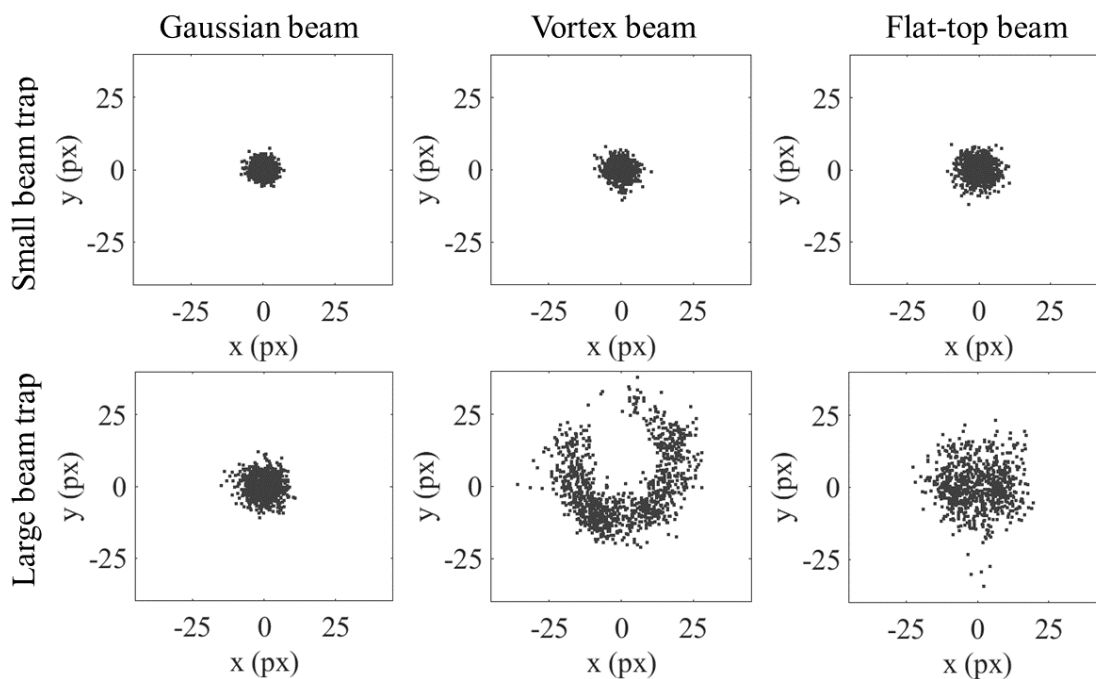 Gaussian beam
Vortex beam
Flat-top beam
Small beam trap
y (px)
25
0
-25
-25 0 25
x (px)
y (px)
25
0
-25
-25 0 25
x (px)
y (px)
25
0
-25
-25 0 25
x (px)
Large beam trap
y (px)
25
0
-25
-25 0 25
x (px)
y (px)
25
0
-25
-25 0 25
x (px)
y (px)
25
0
-25
-25 0 25
x (px)